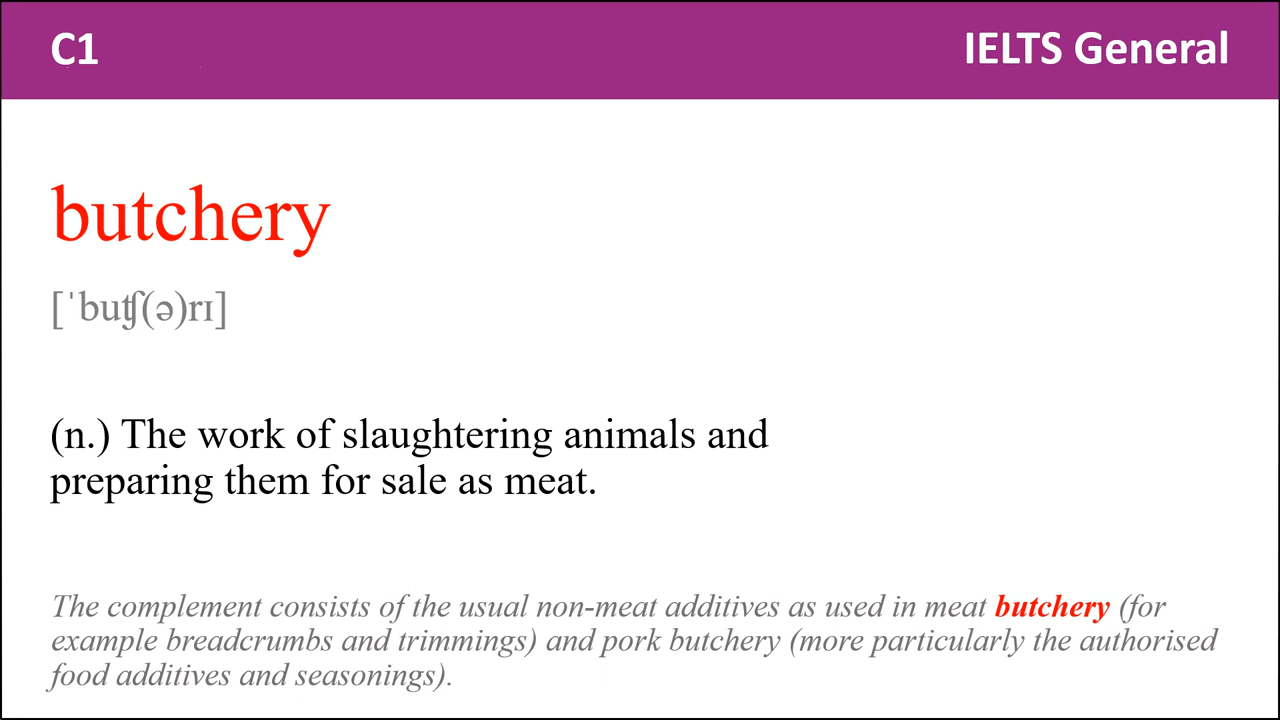 C1
IELTS General
butchery
[ˈbuʧ(ə)rɪ]
(n.) The work of slaughtering animals and
preparing them for sale as meat.
The complement consists of the usual non-meat additives as used in meat butchery (for
example breadcrumbs and trimmings) and pork butchery (more particularly the authorised
food additives and seasonings).